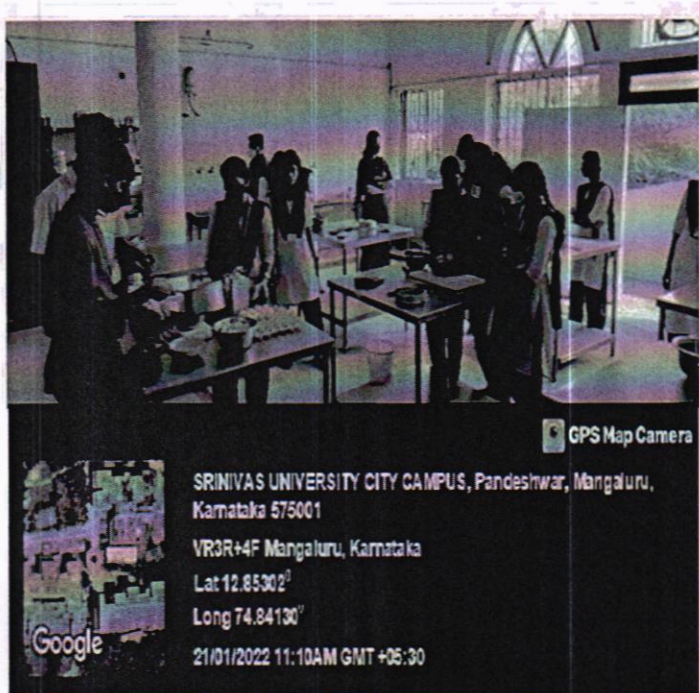 GPS Map Camera
SRINIVAS UNIVERSITY CITY CAMPUS, Pandeshwar, Mangaluru,
Karnataka 575001
VR3R+4F Mangaluru, Karnataka
Lat 12.85302°
Long 74.84130°
21/01/2022 11:10AM GMT +05:30
Google